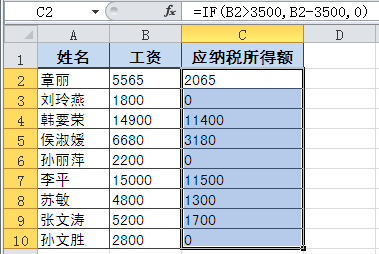 C2 fx =IF(B2>3500,B2-3500,0)
A B C D
1 姓名 工资 应纳税所得额
2 章丽 5565 2065
3 刘玲燕 1800 0
4 韩要荣 14900 11400
5 侯淑媛 6680 3180
6 孙丽萍 2200 0
7 李平 15000 11500
8 苏敏 4800 1300
9 张文涛 5200 1700
10 孙文胜 2800 0